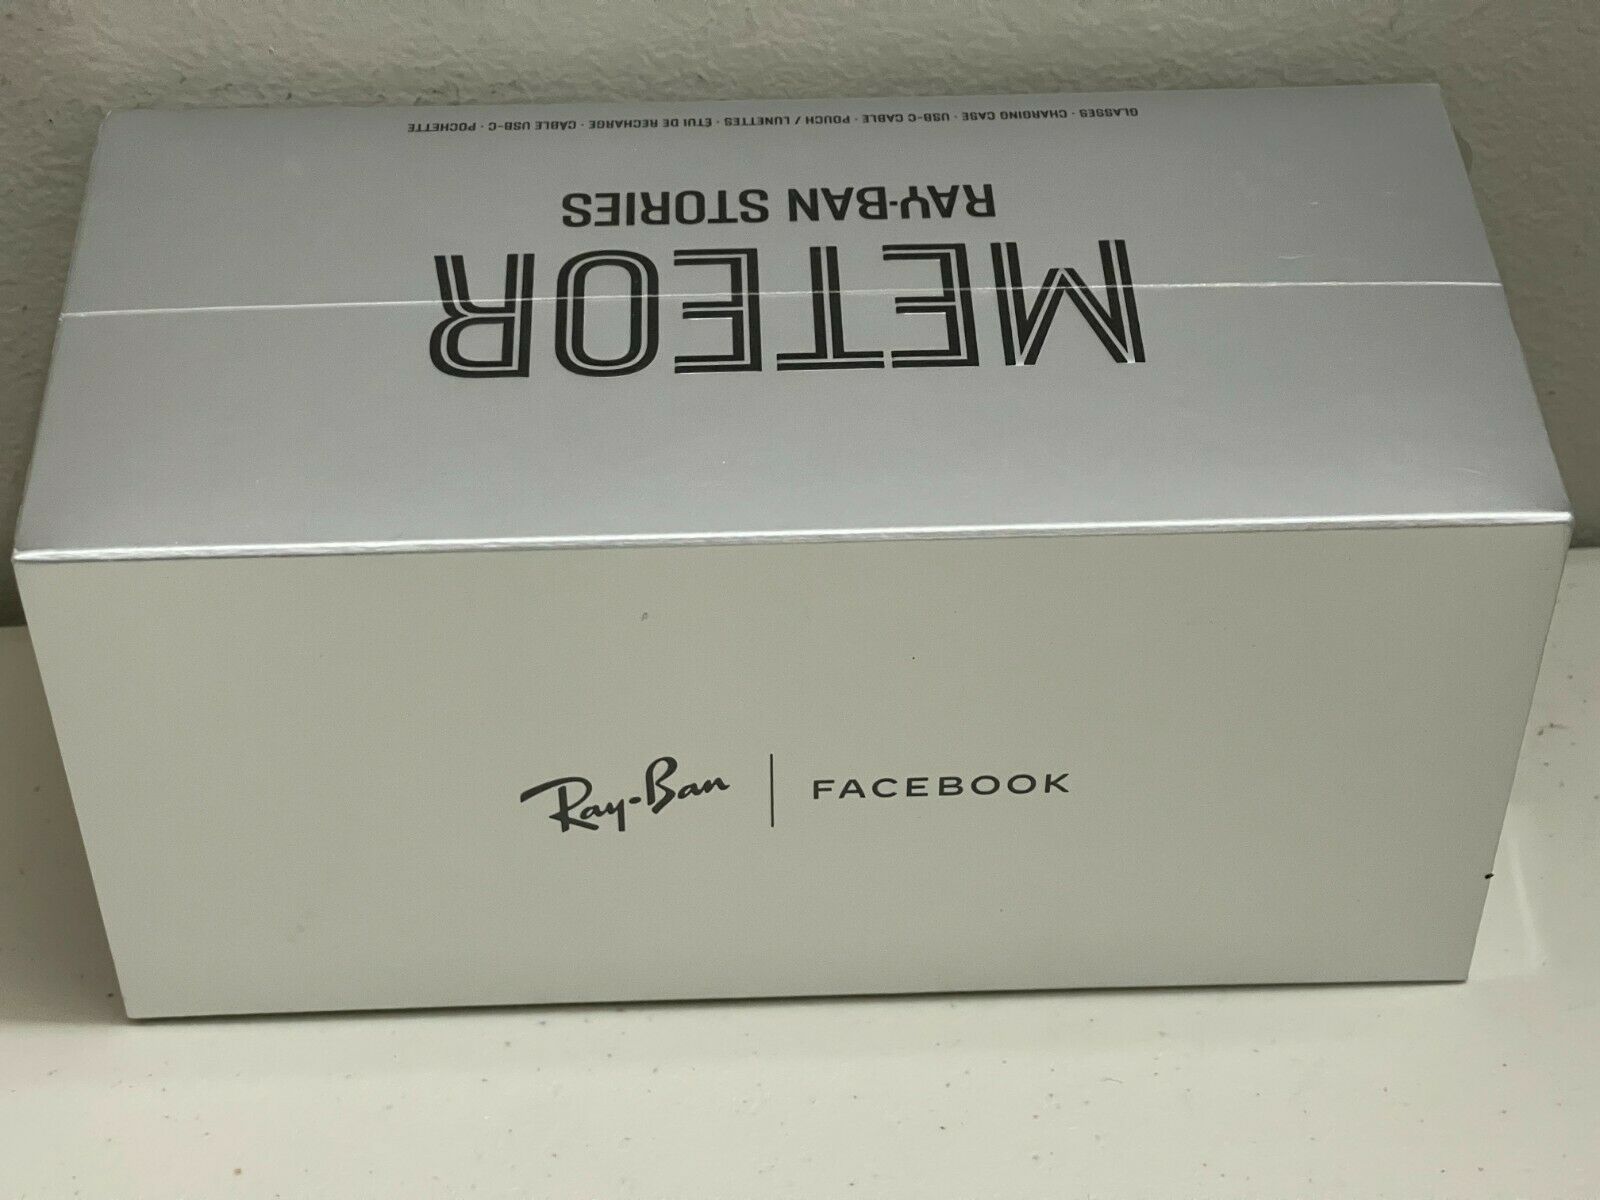 METEOR
RAY-BAN STORIES
GLASSES · CHARGING CASE · USB-C CABLE · POUCH / LUNETTES · ÉTUI DE RECHARGE · CABLE USB-C · POCHETTE
Ray-Ban | FACEBOOK